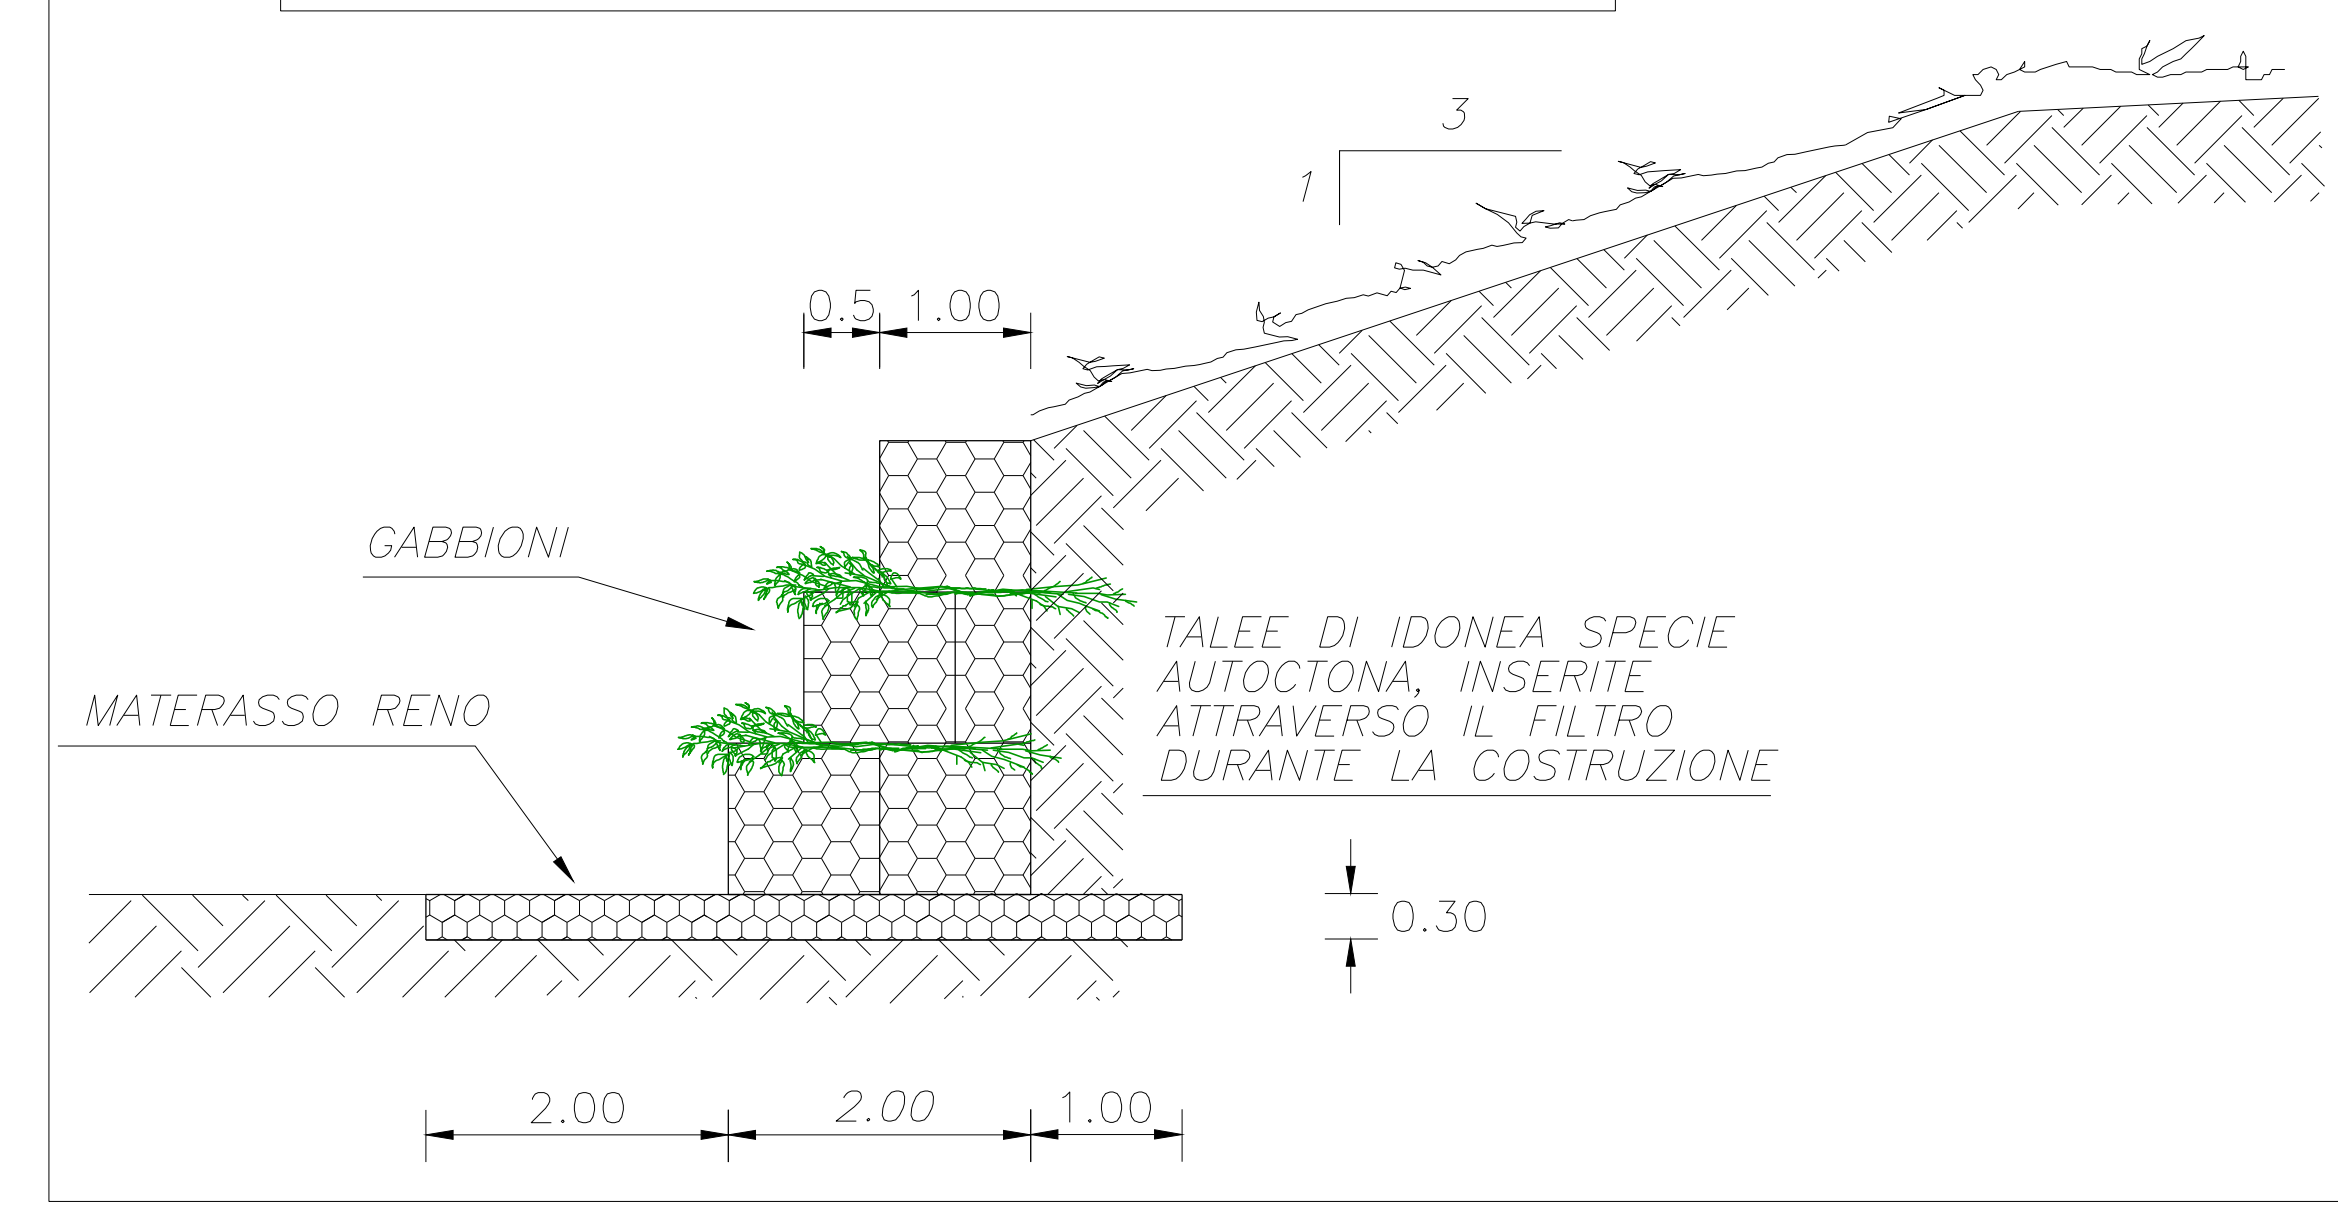 3
1
0.5 1.00
GABBIONI
TALEE DI IDONEA SPECIE
AUTOCTONA, INSERITE
ATTRAVERSO IL FILTRO
DURANTE LA COSTRUZIONE
MATERASSO RENO
0.30
2.00 2.00 1.00